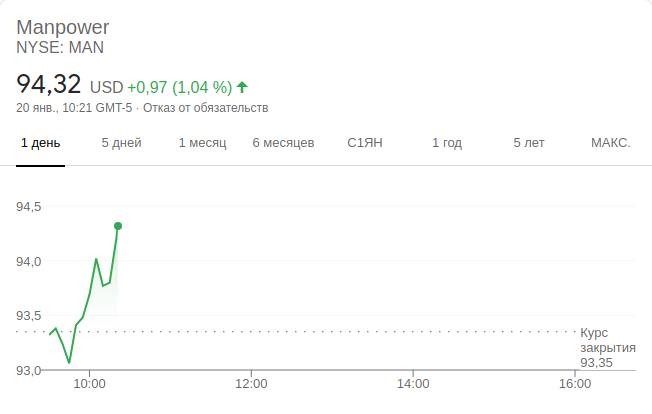 Manpower
NYSE: MAN
94,32 USD +0,97 (1,04 %)
20 янв., 10:21 GMT-5 · Отказ от обязательств
1 день 5 дней 1 месяц 6 месяцев С1ЯН 1 год 5 лет МАКС.
94,5
94,0
93,5
Курс
закрытия
93,35
93,0
10:00 12:00 14:00 16:00